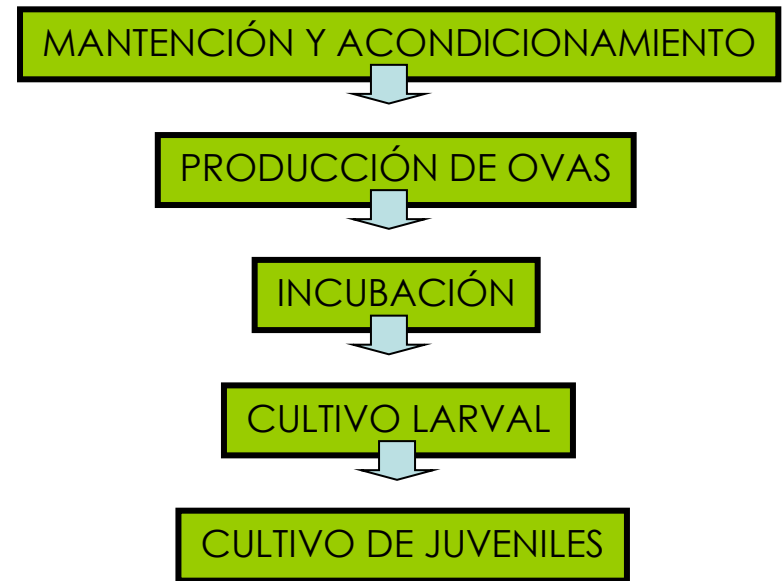 MANTENCIÓN Y ACONDICIONAMIENTO
PRODUCCIÓN DE OVAS
INCUBACIÓN
CULTIVO LARVAL
CULTIVO DE JUVENILES